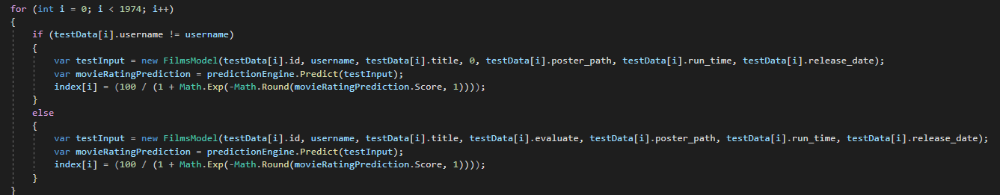 for (int i = 0; i < 1974; i++)
{
if (testData[i].username != username)
{
var testInput = new FilmsModel(testData[i].id, username, testData[i].title, 0, testData[i].poster_path, testData[i].run_time, testData[i].release_date);
var movieRatingPrediction = predictionEngine.Predict(testInput);
index[i] = (100 / (1 + Math.Exp(-Math.Round(movieRatingPrediction.Score, 1))));
}
else
{
var testInput = new FilmsModel(testData[i].id, username, testData[i].title, testData[i].evaluate, testData[i].poster_path, testData[i].run_time, testData[i].release_date);
var movieRatingPrediction = predictionEngine.Predict(testInput);
index[i] = (100 / (1 + Math.Exp(-Math.Round(movieRatingPrediction.Score, 1))));
}
}